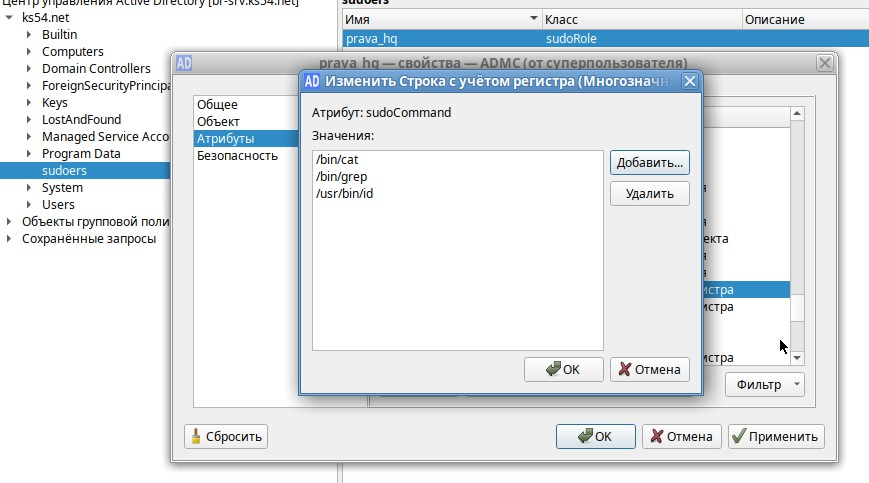 Центр управления Active Directory [br-srv.ks54.net]
ks54.net
Builtin
Computers
Domain Controllers
ForeignSecurityPrincipa
Keys
LostAndFound
Managed Service Acco
Program Data
sudoers
System
Users
Объекты групповой поли
Сохранённые запросы
sudoers
Имя Класс Описание
prava_hq sudoRole
prava_hq — свойства — ADMC (от суперпользователя)
Общее
Объект
Атрибуты
Безопасность
Изменить Строка с учётом регистра (Многозначн
Атрибут: sudoCommand
Значения:
/bin/cat
/bin/grep
/usr/bin/id
Добавить...
Удалить
OK Отмена
екта
истра
истра
истра
Фильтр
Сбросить OK Отмена Применить